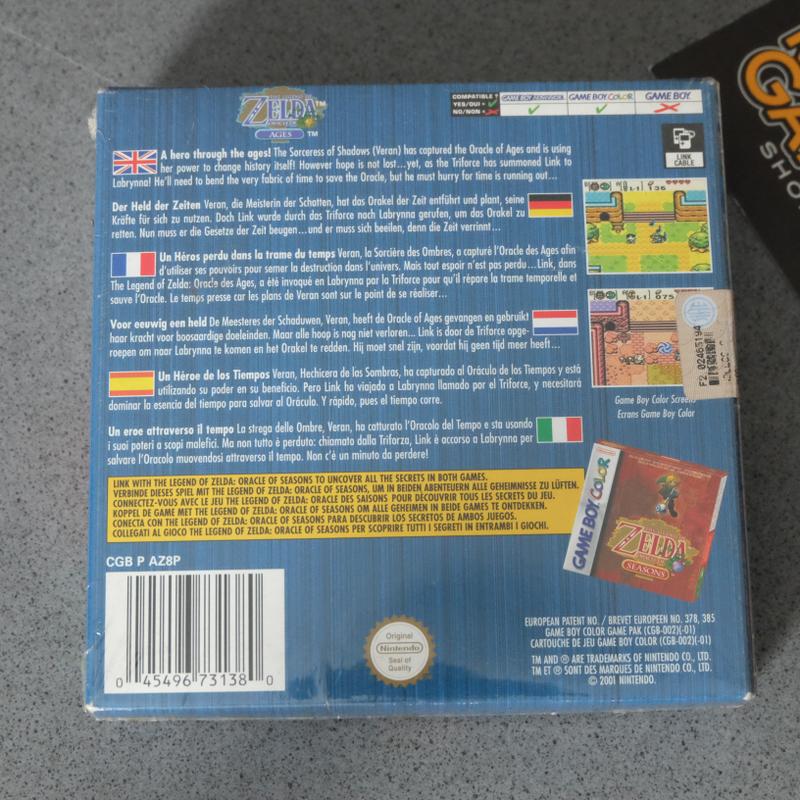 THE LEGEND OF
ZELDA™
ORACLE OF
AGES ™
COMPATIBLE ?
YES/OUI =
NO/NON =
GAME BOY ADVANCE
GAME BOY COLOR
GAME BOY
LINK
CABLE
A hero through the ages! The Sorceress of Shadows (Veran) has captured the Oracle of Ages and is using
her power to change history itself! However hope is not lost...yet, as the Triforce has summoned Link to
Labrynna! He'll need to bend the very fabric of time to save the Oracle, but he must hurry for time is running out...
Der Held der Zeiten Veran, die Meisterin der Schatten, hat das Orakel der Zeit entführt und plant, seine
Kräfte für sich zu nutzen. Doch Link wurde durch das Triforce nach Labrynna gerufen, um das Orakel zu
retten. Nun muss er die Gesetze der Zeit beugen...und er muss sich beeilen, denn die Zeit verrinnt...
Un Héros perdu dans la trame du temps Veran, la Sorcière des Ombres, a capturé l'Oracle des Ages afin
d'utiliser ses pouvoirs pour semer la destruction dans l'univers. Mais tout espoir n'est pas perdu...Link, dans
The Legend of Zelda: Oracle des Ages, a été invoqué en Labrynna par la Triforce pour qu'il répare la trame temporelle et
sauve l'Oracle. Le temps presse car les plans de Veran sont sur le point de se réaliser...
Voor eeuwig een held De Meesteres der Schaduwen, Veran, heeft de Oracle of Ages gevangen en gebruikt
haar kracht voor boosaardige doeleinden. Maar alle hoop is nog niet verloren... Link is door de Triforce opge-
roepen om naar Labrynna te komen en het Orakel te redden. Hij moet snel zijn, voordat hij geen tijd meer heeft...
Un Héroe de los Tiempos Veran, Hechicera de las Sombras, ha capturado al Oráculo de los Tiempos y está
utilizando su poder en su beneficio. Pero Link ha viajado a Labrynna llamado por el Triforce, y necesitará
dominar la esencia del tiempo para salvar al Oráculo. Y rápido, pues el tiempo corre.
Un eroe attraverso il tempo La strega delle Ombre, Veran, ha catturato l'Oracolo del Tempo e sta usando
i suoi poteri a scopi malefici. Ma non tutto è perduto: chiamato dalla Triforza, Link è accorso a Labrynna per
salvare l'Oracolo muovendosi attraverso il tempo. Non c'è un minuto da perdere!
Game Boy Color Screens
Ecrans Game Boy Color
LINK WITH THE LEGEND OF ZELDA: ORACLE OF SEASONS TO UNCOVER ALL THE SECRETS IN BOTH GAMES.
VERBINDE DIESES SPIEL MIT THE LEGEND OF ZELDA: ORACLE OF SEASONS, UM IN BEIDEN ABENTEUERN ALLE GEHEIMNISSE ZU LÜFTEN.
CONNECTEZ-VOUS AVEC LE JEU THE LEGEND OF ZELDA: ORACLE DES SAISONS POUR DÉCOUVRIR TOUS LES SECRETS DU JEU.
KOPPEL DE GAME MET THE LEGEND OF ZELDA: ORACLE OF SEASONS OM ALLE GEHEIMEN IN BEIDE GAMES TE ONTDEKKEN.
CONECTA CON THE LEGEND OF ZELDA: ORACLE OF SEASONS PARA DESCUBRIR LOS SECRETOS DE AMBOS JUEGOS.
COLLEGATI AL GIOCO THE LEGEND OF ZELDA: ORACLE OF SEASONS PER SCOPRIRE TUTTI I SEGRETI IN ENTRAMBI I GIOCHI.
GAME BOY COLOR
ZELDA
SEASONS
CGB P AZ8P
0 45496 73138 0
Original
Nintendo
Seal of
Quality
EUROPEAN PATENT NO. / BREVET EUROPEEN NO. 378, 385
GAME BOY COLOR GAME PAK (CGB-002)(-01)
CARTOUCHE DE JEU GAME BOY COLOR (CGB-002)(-01)
TM AND ® ARE TRADEMARKS OF NINTENDO CO., LTD.
TM ET ® SONT DES MARQUES DE NINTENDO CO., LTD.
© 2001 NINTENDO.